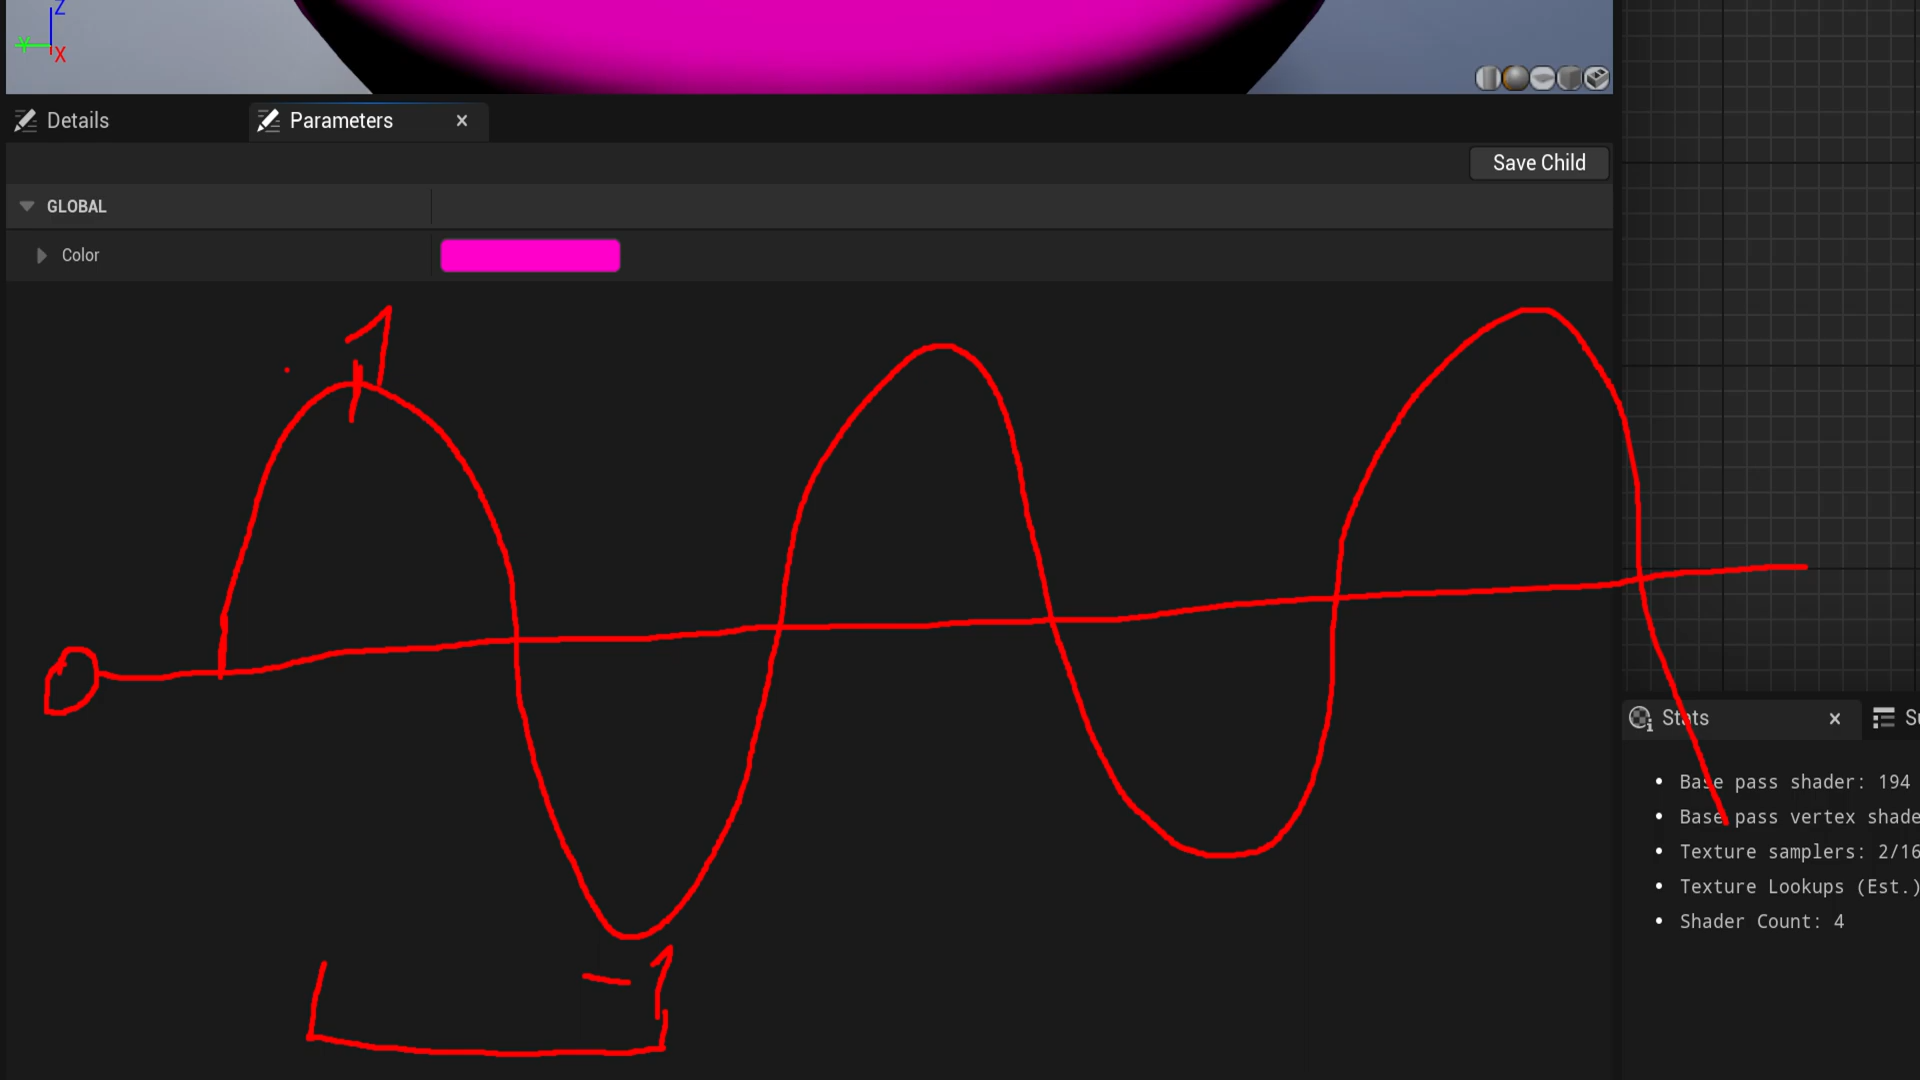 Z
Y
X
Details
Parameters
Save Child
GLOBAL
Color
1
0
-1
Stats
Su
Base pass shader: 194
Base pass vertex shade
Texture samplers: 2/16
Texture Lookups (Est.)
Shader Count: 4